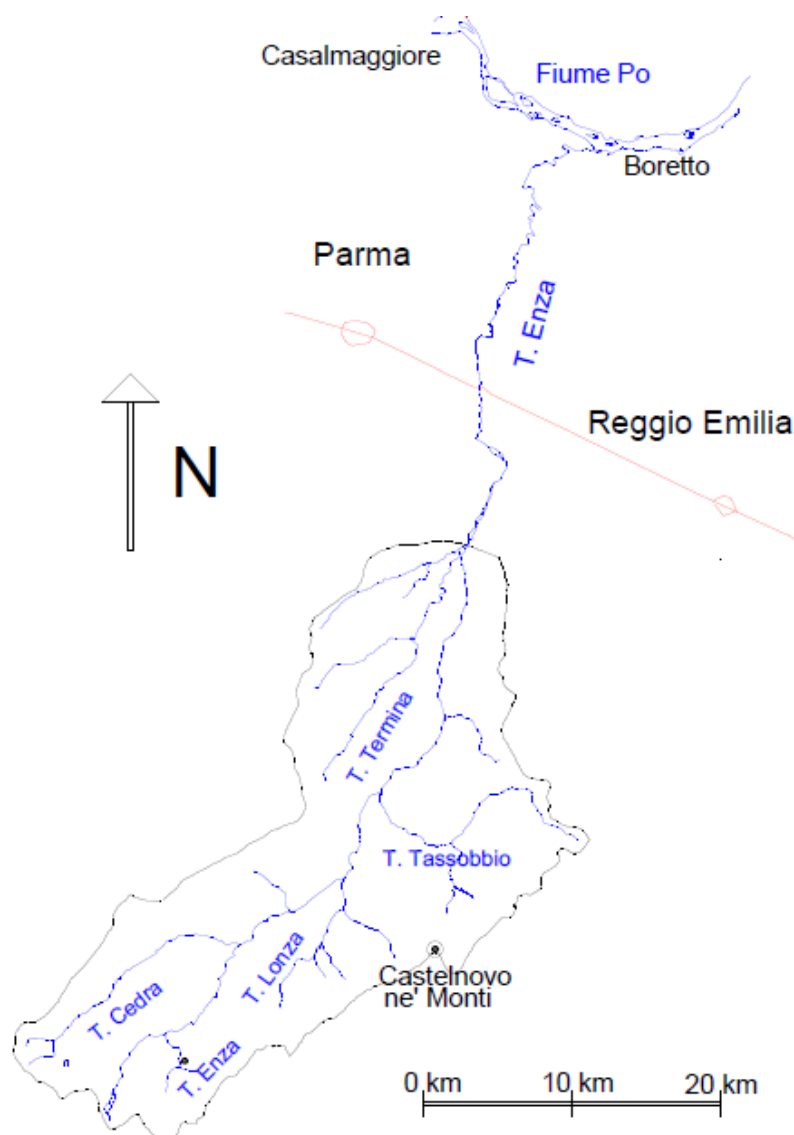 Casalmaggiore
Fiume Po
Boretto
Parma
T. Enza
Reggio Emilia
N
T. Termina
T. Tassobbio
T. Lonza
Castelnovo
ne' Monti
T. Cedra
T. Enza
0 km 10 km 20 km